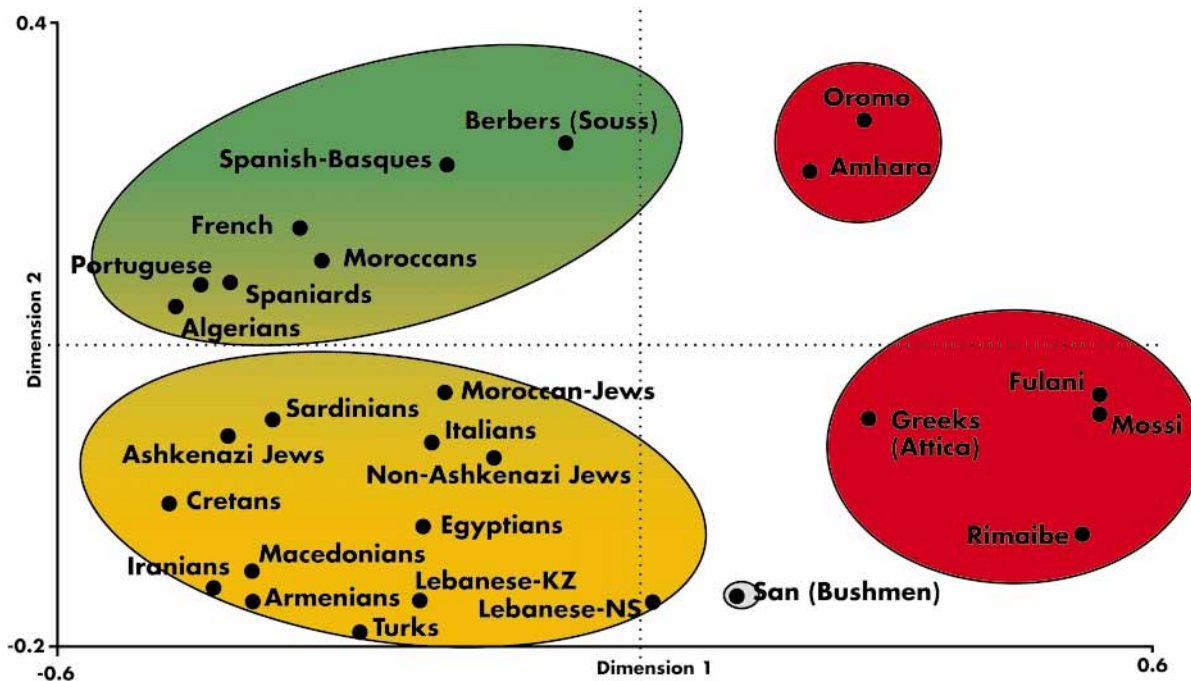 0.4
Oromo
Berbers (Souss)
Spanish-Basques
Amhara
French
Moroccans
Portuguese
Spaniards
Algerians
Dimension 2
Fulani
Moroccan-Jews
Sardinians
Greeks
(Attica)
Mossi
Italians
Ashkenazi Jews
Non-Ashkenazi Jews
Cretans
Egyptians
Rimaibe
Macedonians
Iranians
Lebanese-KZ
San (Bushmen)
Armenians
Lebanese-NS
Turks
-0.2
-0.6
Dimension 1
0.6